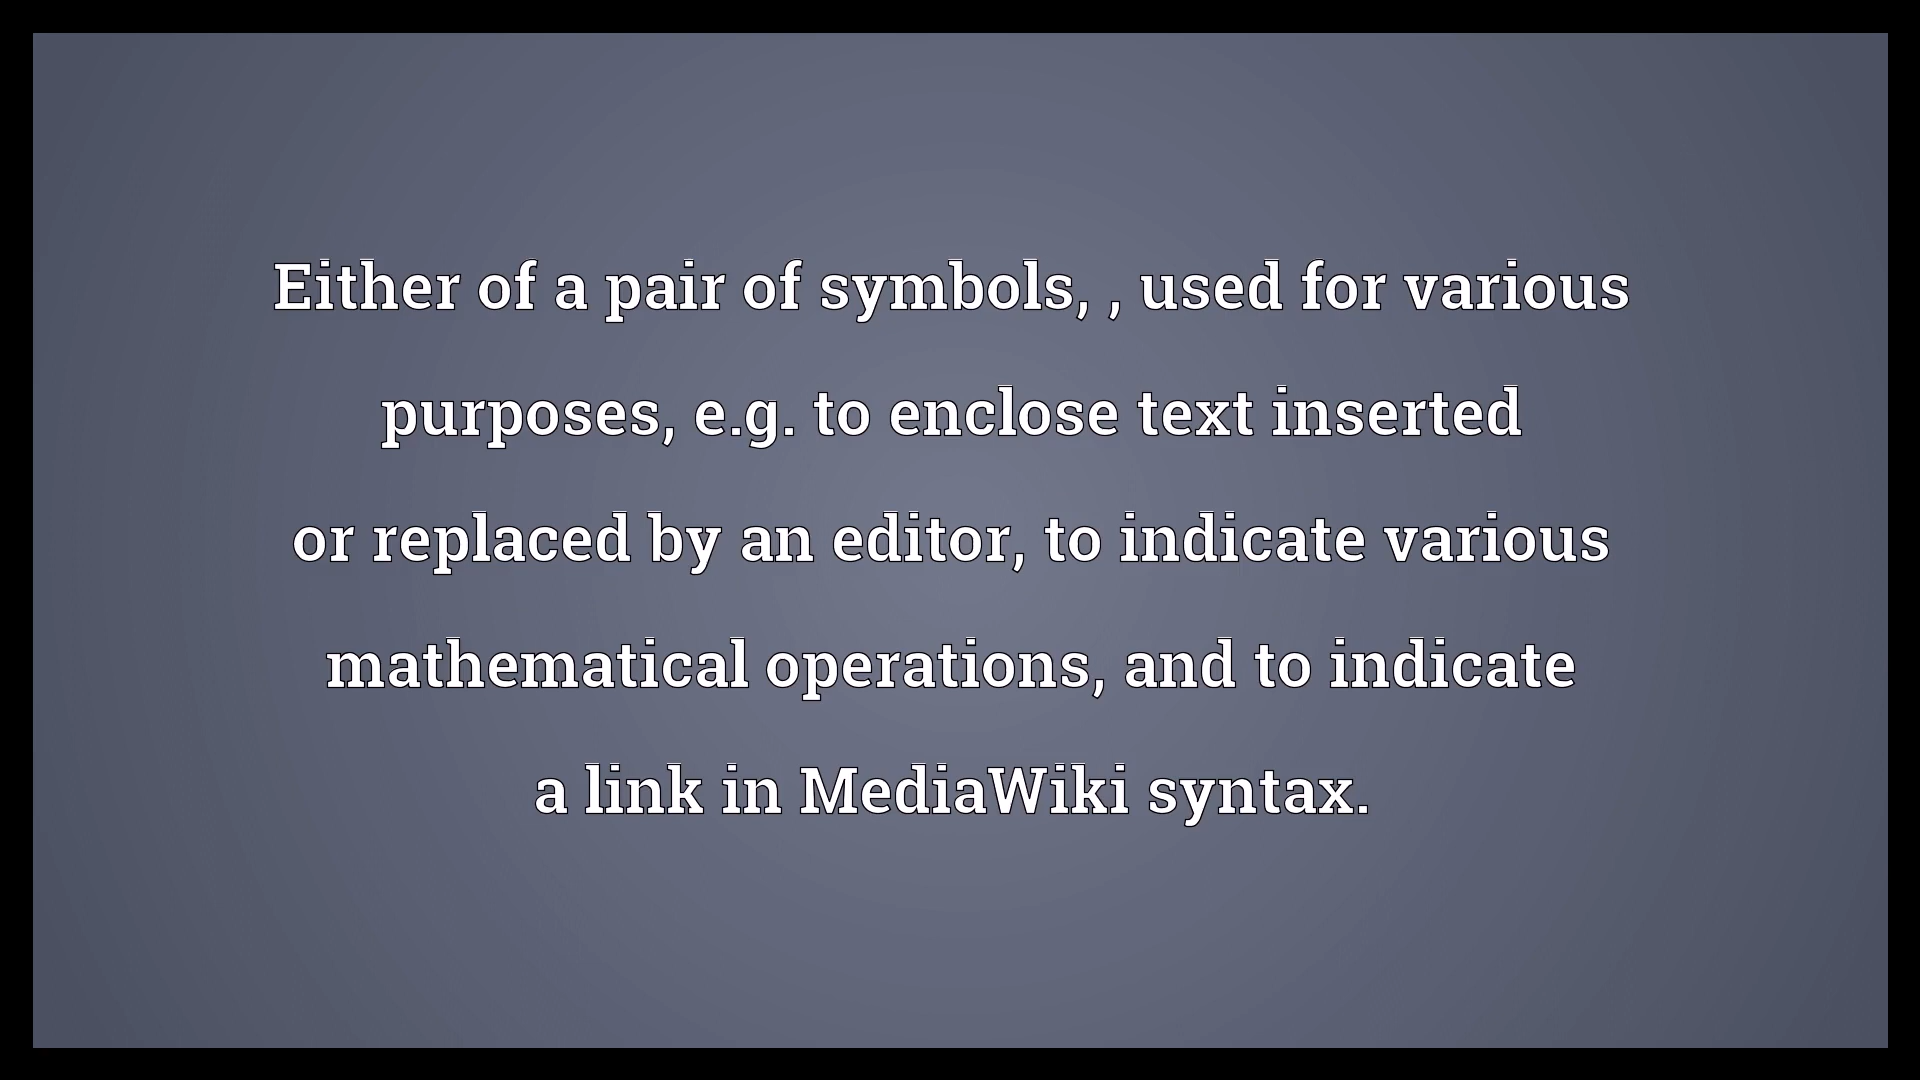 Either of a pair of symbols, , used for various
purposes, e.g. to enclose text inserted
or replaced by an editor, to indicate various
mathematical operations, and to indicate
a link in MediaWiki syntax.